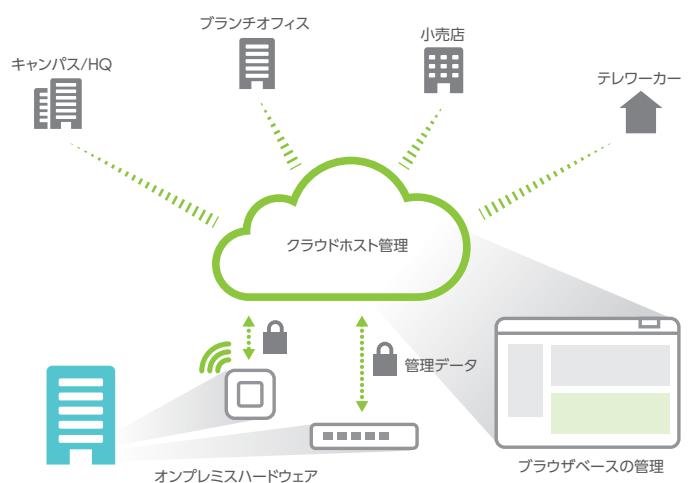 ブランチオフィス
小売店
キャンパス/HQ
テレワーカー
クラウドホスト管理
管理データ
オンプレミスハードウェア
ブラウザベースの管理